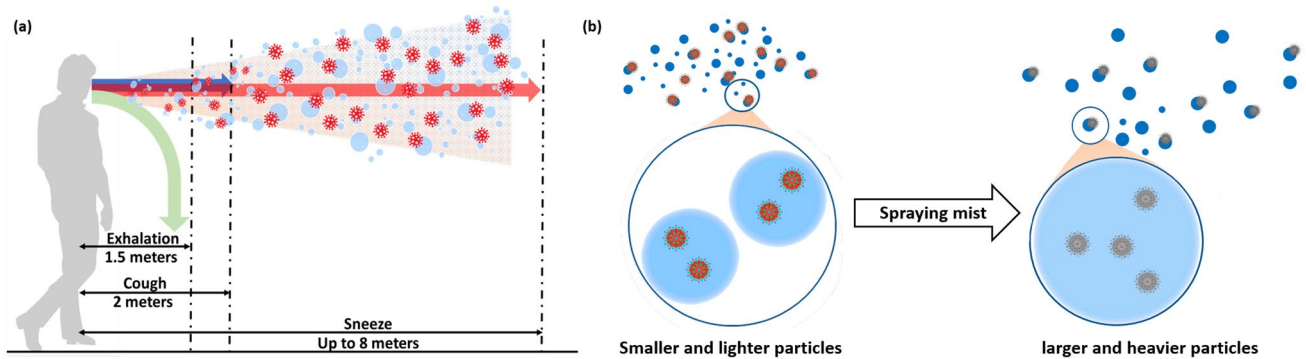 (a)
Exhalation
1.5 meters
Cough
2 meters
Sneeze
Up to 8 meters
(b)
Spraying mist
Smaller and lighter particles
larger and heavier particles